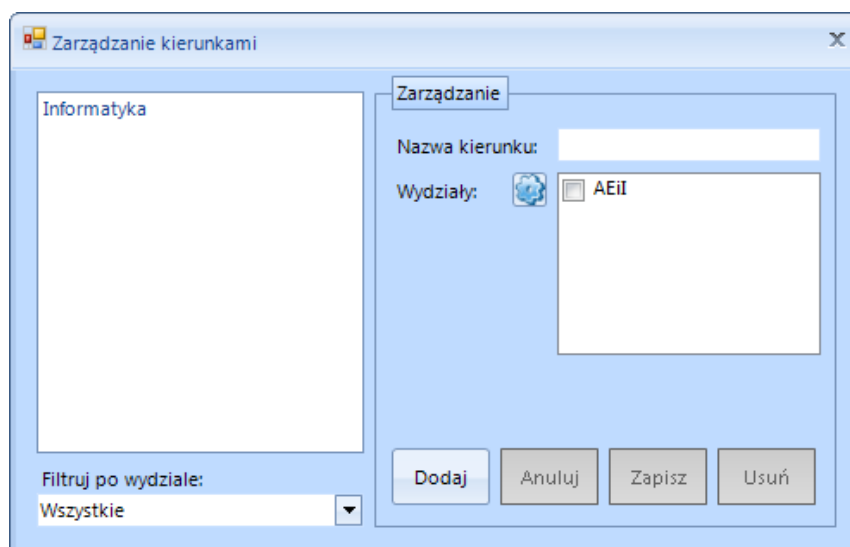 Zarządzanie kierunkami
Informatyka
Filtruj po wydziale:
Wszystkie
Zarządzanie
Nazwa kierunku:
Wydziały:
AEiI
Dodaj Anuluj Zapisz Usuń